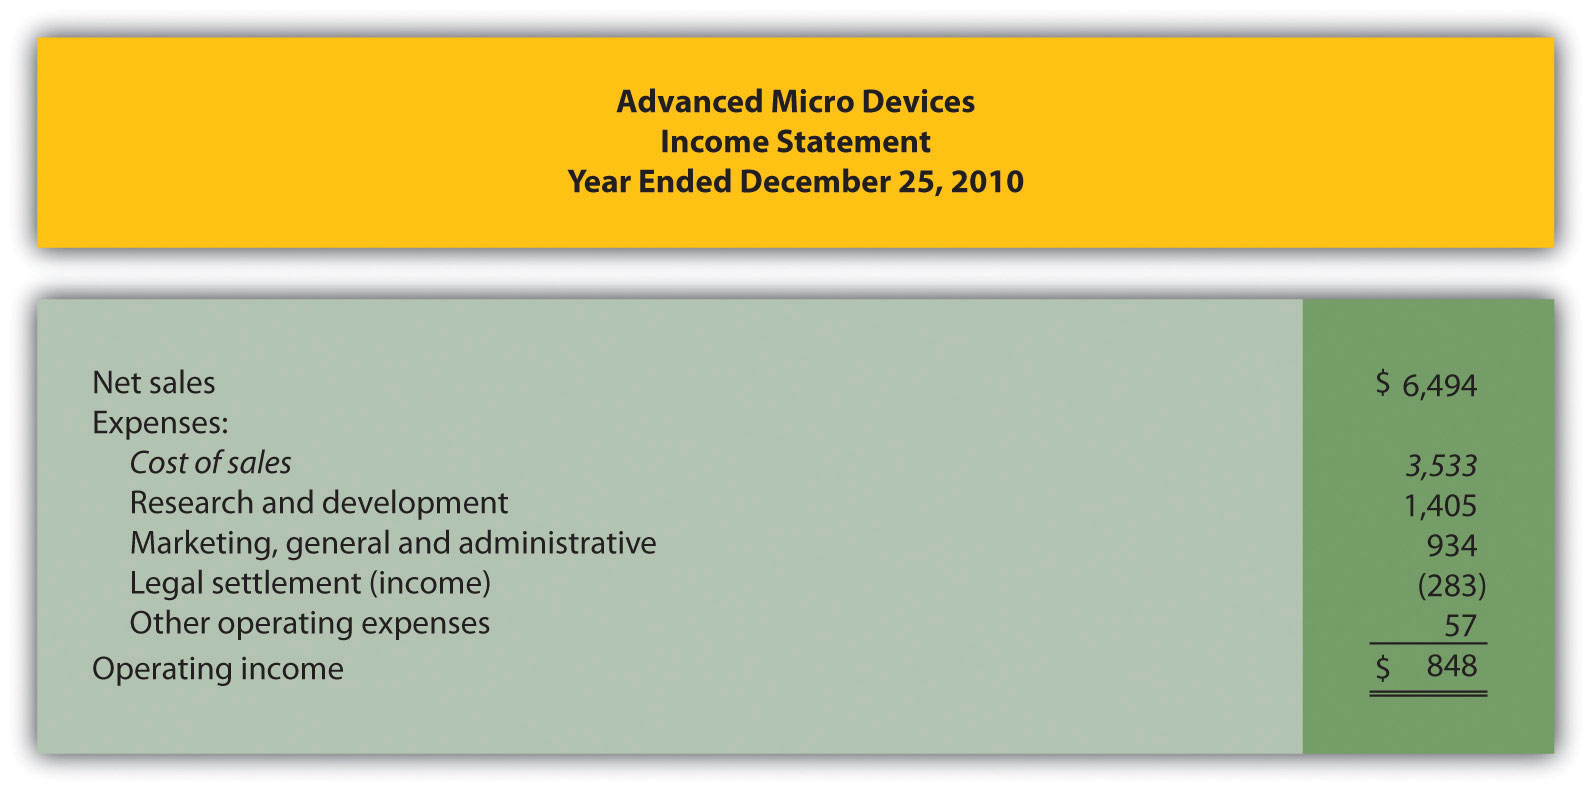 Advanced Micro Devices
Income Statement
Year Ended December 25, 2010
Net sales $ 6,494
Expenses:
Cost of sales 3,533
Research and development 1,405
Marketing, general and administrative 934
Legal settlement (income) (283)
Other operating expenses 57
Operating income $ 848